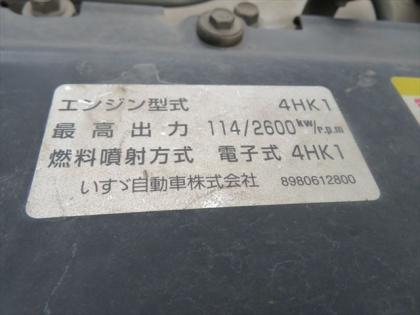 エンジン型式 4HK1
最高出力 114/2600kw/r.p.m
燃料噴射方式 電子式 4HK1
いすゞ自動車株式会社 8980612800